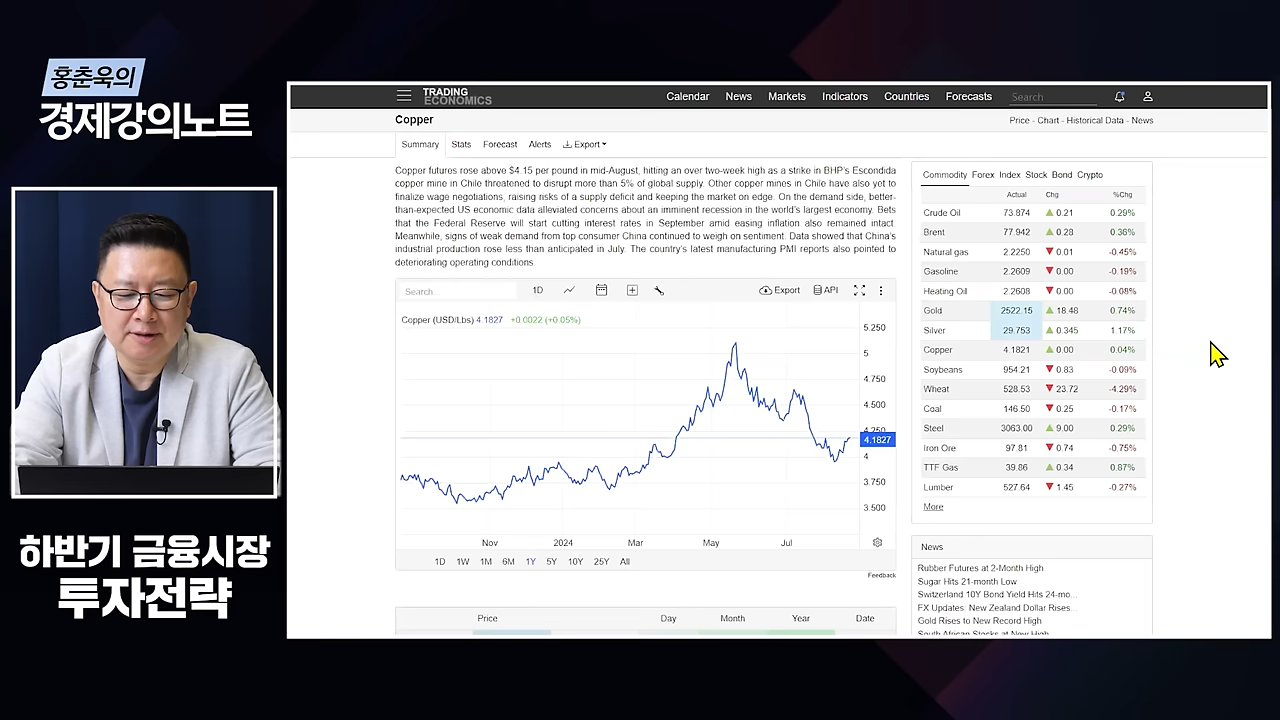 홍춘욱의
경제강의노트
하반기 금융시장
투자전략
TRADING
ECONOMICS
Calendar News Markets Indicators Countries Forecasts Search
Copper
Price - Chart - Historical Data - News
Summary Stats Forecast Alerts Export
Copper futures rose above $4.15 per pound in mid-August, hitting an over two-week high as a strike in BHP's Escondida
copper mine in Chile threatened to disrupt more than 5% of global supply. Other copper mines in Chile have also yet to
finalize wage negotiations, raising risks of a supply deficit and keeping the market on edge. On the demand side, better-
than-expected US economic data alleviated concerns about an imminent recession in the world's largest economy. Bets
that the Federal Reserve will start cutting interest rates in September amid easing inflation also remained intact.
Meanwhile, signs of weak demand from top consumer China continued to weigh on sentiment. Data showed that China's
industrial production rose less than anticipated in July. The country's latest manufacturing PMI reports also pointed to
deteriorating operating conditions.
Search... 1D Export API
Copper (USD/Lbs) 4.1827 +0.0022 (+0.05%)
5.250
5
4.750
4.500
4.250
4.1827
4
3.750
3.500
Nov 2024 Mar May Jul
1D 1W 1M 6M 1Y 5Y 10Y 25Y All
Feedback
Price Day Month Year Date
Commodity Forex Index Stock Bond Crypto
Actual Chg %Chg
Crude Oil 73.874 0.21 0.29%
Brent 77.942 0.28 0.36%
Natural gas 2.2250 0.01 -0.45%
Gasoline 2.2609 0.00 -0.19%
Heating Oil 2.2608 0.00 -0.08%
Gold 2522.15 18.48 0.74%
Silver 29.753 0.345 1.17%
Copper 4.1821 0.00 0.04%
Soybeans 954.21 0.83 -0.09%
Wheat 528.53 23.72 -4.29%
Coal 146.50 0.25 -0.17%
Steel 3063.00 9.00 0.29%
Iron Ore 97.81 0.74 -0.75%
TTF Gas 39.86 0.34 0.87%
Lumber 527.64 1.45 -0.27%
More
News
Rubber Futures at 2-Month High
Sugar Hits 21-month Low
Switzerland 10Y Bond Yield Hits 24-mo...
FX Updates: New Zealand Dollar Rises...
Gold Rises to New Record High
South African Stocks at New High